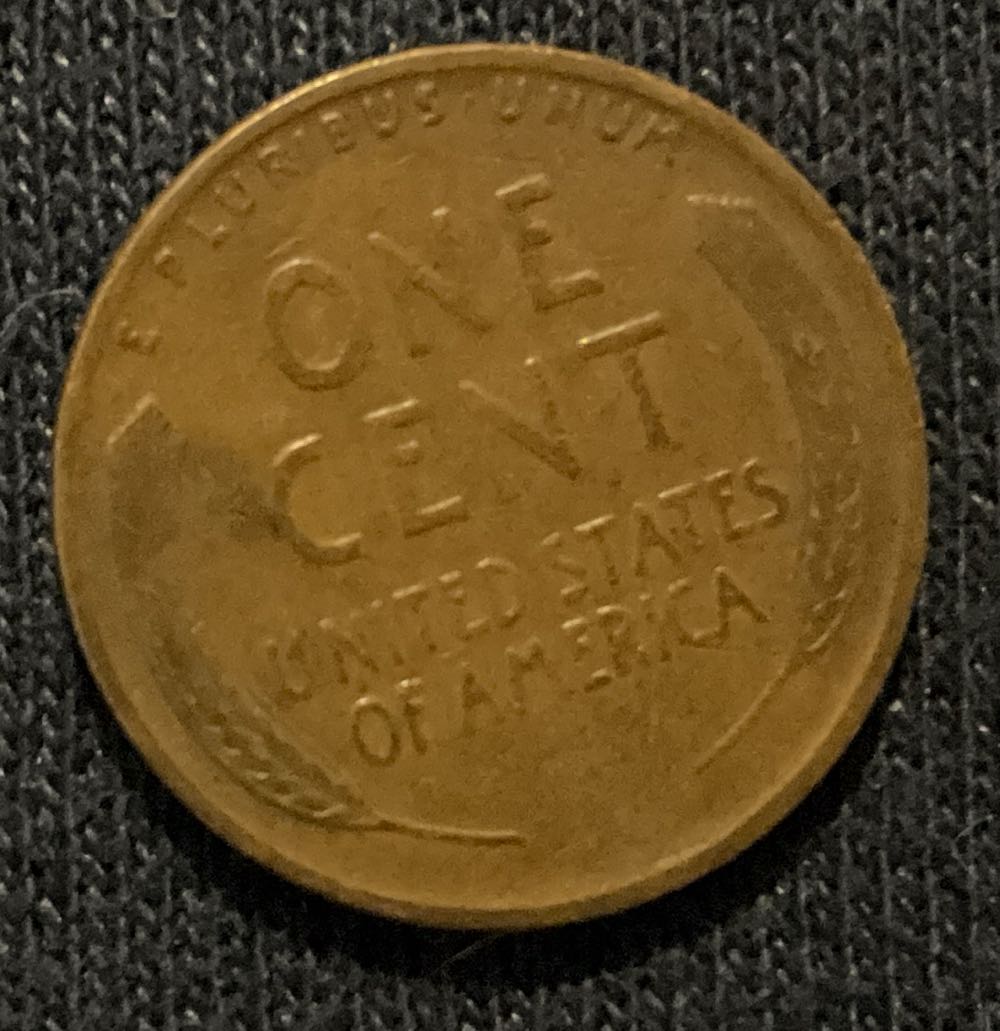 E PLURIBUS · UNUM
ONE
CENT
UNITED STATES
OF AMERICA